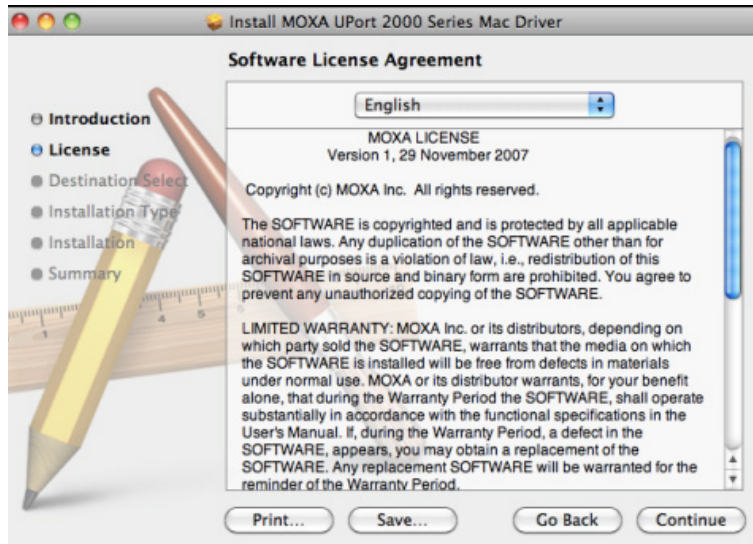 Install MOXA UPort 2000 Series Mac Driver
Software License Agreement
Introduction
License
Destination Select
Installation Type
Installation
Summary
English
MOXA LICENSE
Version 1, 29 November 2007
Copyright (c) MOXA Inc. All rights reserved.
The SOFTWARE is copyrighted and is protected by all applicable
national laws. Any duplication of the SOFTWARE other than for
archival purposes is a violation of law, i.e., redistribution of this
SOFTWARE in source and binary form are prohibited. You agree to
prevent any unauthorized copying of the SOFTWARE.
LIMITED WARRANTY: MOXA Inc. or its distributors, depending on
which party sold the SOFTWARE, warrants that the media on which
the SOFTWARE is installed will be free from defects in materials
under normal use. MOXA or its distributor warrants, for your benefit
alone, that during the Warranty Period the SOFTWARE, shall operate
substantially in accordance with the functional specifications in the
User's Manual. If, during the Warranty Period, a defect in the
SOFTWARE, appears, you may obtain a replacement of the
SOFTWARE. Any replacement SOFTWARE will be warranted for the
reminder of the Warranty Period.
4 5
Print... Save... Go Back Continue